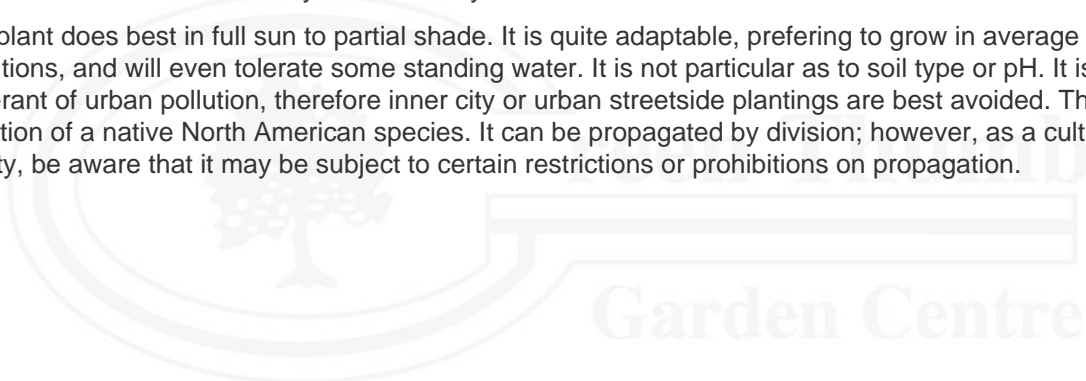 plant does best in full sun to partial shade. It is quite adaptable, prefering to grow in average
tions, and will even tolerate some standing water. It is not particular as to soil type or pH. It is
erant of urban pollution, therefore inner city or urban streetside plantings are best avoided. Th
tion of a native North American species. It can be propagated by division; however, as a cult
ty, be aware that it may be subject to certain restrictions or prohibitions on propagation.
Thumb
Garden Centre